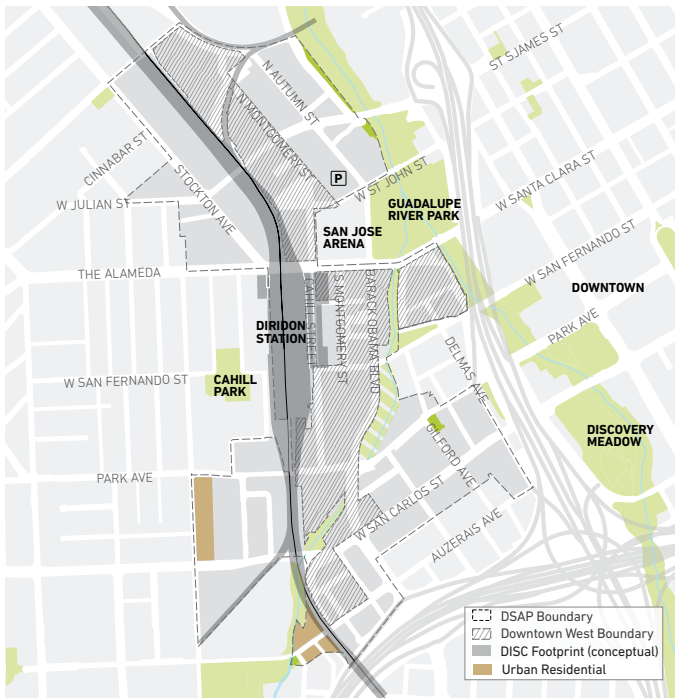 ST SJAMES ST
N AUTUMN ST
N MONTGOMERY ST
CINNABAR ST
STOCKTON AVE
P
W ST JOHN ST
W SANTA CLARA ST
W JULIAN ST
GUADALUPE
RIVER PARK
SAN JOSE
ARENA
W SAN FERNANDO ST
THE ALAMEDA
DOWNTOWN
CAHILL STREET
S MONTGOMERY ST
BARACK OBAMA BLVD
DIRIDON
STATION
PARK AVE
DELMAS AVE
W SAN FERNANDO ST
CAHILL
PARK
DISCOVERY
MEADOW
GILFORD AVE
PARK AVE
W SAN CARLOS ST
AUZERAIS AVE
DSAP Boundary
Downtown West Boundary
DISC Footprint (conceptual)
Urban Residential